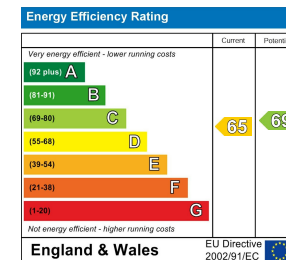 Energy Efficiency Rating
Current
Very energy efficient - lower running costs
(92 plus) A
(81-91) B
(69-80) C
(55-68) D
(39-54) E
(21-38) F
(1-20) G
65
Not energy efficient - higher running costs
England & Wales
EU Directive
2002/91/EC